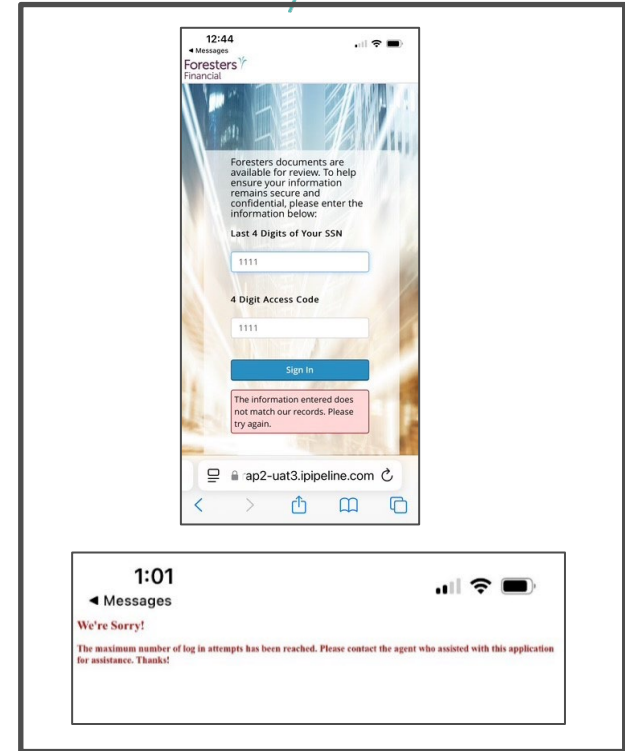 12:44
◄ Messages
Foresters
Financial
Foresters documents are
available for review. To help
ensure your information
remains secure and
confidential, please enter the
information below:
Last 4 Digits of Your SSN
1111
4 Digit Access Code
1111
Sign In
The information entered does
not match our records. Please
try again.
ap2-uat3.ipipeline.com
1:01
◄ Messages
We're Sorry!
The maximum number of log in attempts has been reached. Please contact the agent who assisted with this application
for assistance. Thanks!